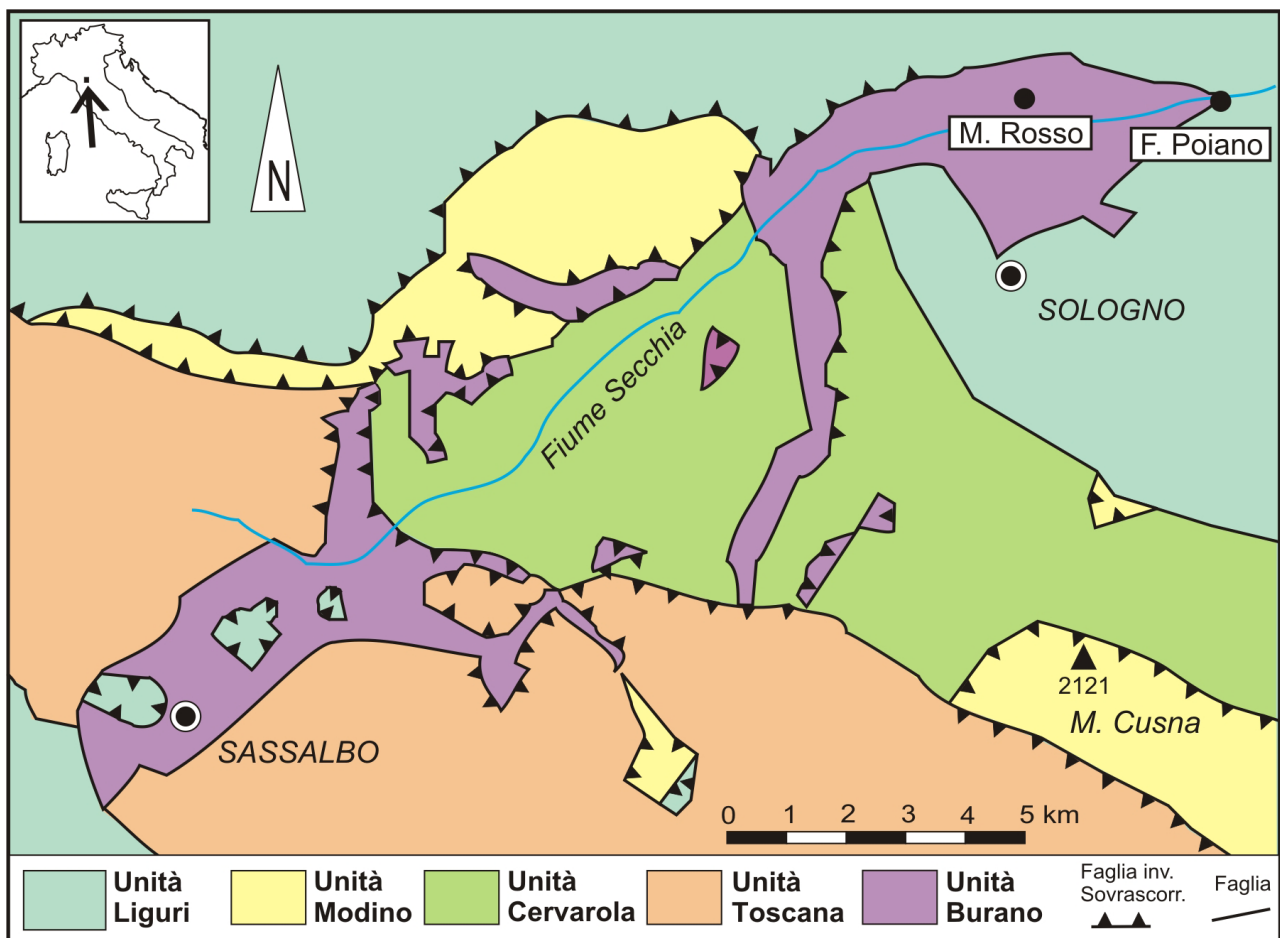 N
M. Rosso
F. Poiano
SOLOGNO
Fiume Secchia
2121
M. Cusna
SASSALBO
0 1 2 3 4 5 km
Unità
Liguri
Unità
Modino
Unità
Cervarola
Unità
Toscana
Unità
Burano
Faglia inv.
Sovrascorr.
Faglia